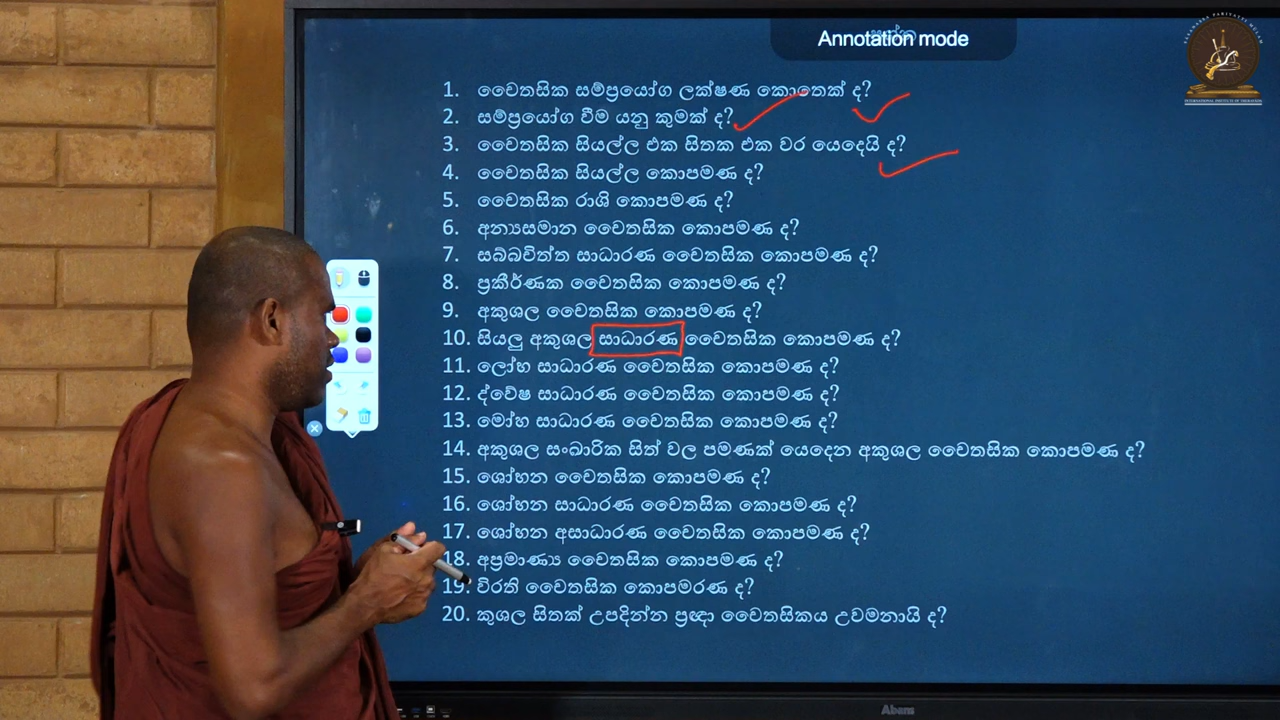 Annotation mode
1. චෛතසික සම්ප්‍රයෝග ලක්ෂණ කොතෙක් ද?
2. සම්ප්‍රයෝග වීම යනු කුමක් ද?
3. චෛතසික සියල්ල එක සිතක එක වර යෙදෙයි ද?
4. චෛතසික සියල්ල කොපමණ ද?
5. චෛතසික රාශි කොපමණ ද?
6. අන්‍යසමාන චෛතසික කොපමණ ද?
7. සබ්බචිත්ත සාධාරණ චෛතසික කොපමණ ද?
8. ප්‍රකීර්ණක චෛතසික කොපමණ ද?
9. අකුශල චෛතසික කොපමණ ද?
10. සියලු අකුශල සාධාරණ චෛතසික කොපමණ ද?
11. ලෝභ සාධාරණ චෛතසික කොපමණ ද?
12. ද්වේෂ සාධාරණ චෛතසික කොපමණ ද?
13. මෝහ සාධාරණ චෛතසික කොපමණ ද?
14. අකුශල සංඛාරික සිත් වල පමණක් යෙදෙන අකුශල චෛතසික කොපමණ ද?
15. ශෝභන චෛතසික කොපමණ ද?
16. ශෝභන සාධාරණ චෛතසික කොපමණ ද?
17. ශෝභන අසාධාරණ චෛතසික කොපමණ ද?
18. අප්‍රමාණ්‍ය චෛතසික කොපමණ ද?
19. විරති චෛතසික කොපමරණ ද?
20. කුශල සිතක් උපදින්න ප්‍රඥා චෛතසිකය උවමනායි ද?
Abans